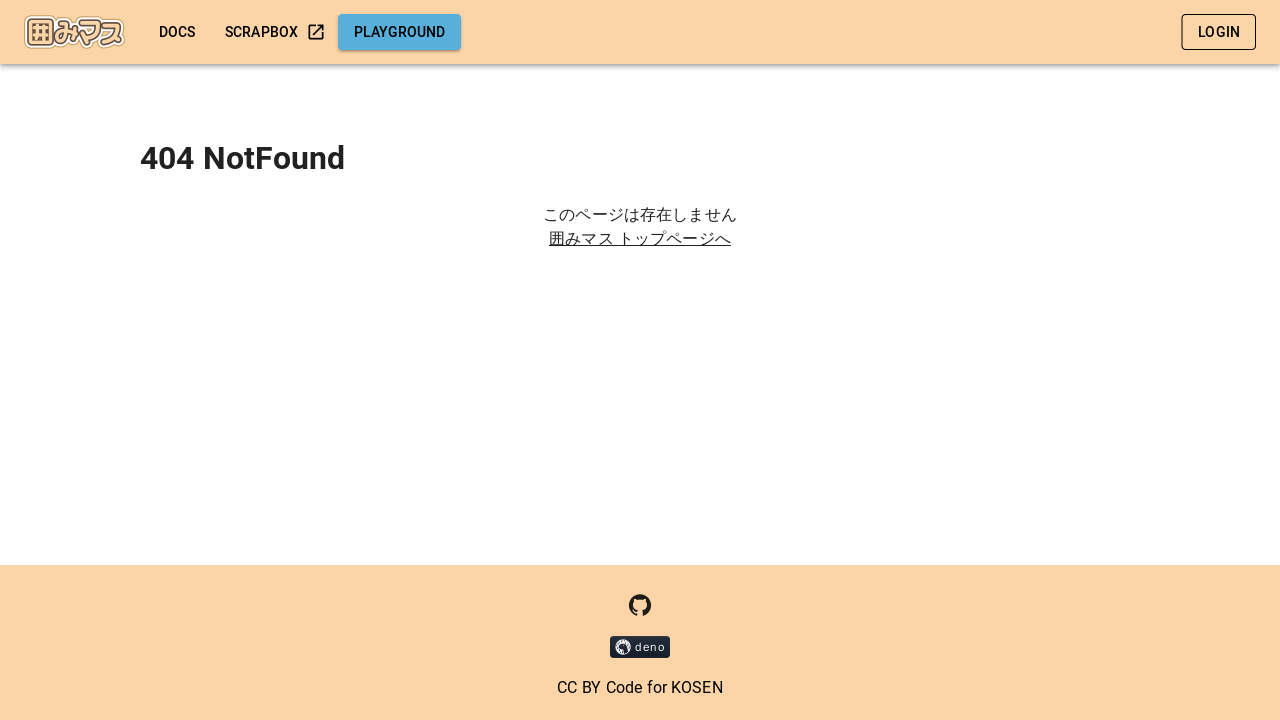 囲みマス
DOCS
SCRAPBOX
PLAYGROUND
LOGIN
404 NotFound
このページは存在しません
囲みマス トップページへ
deno
CC BY Code for KOSEN